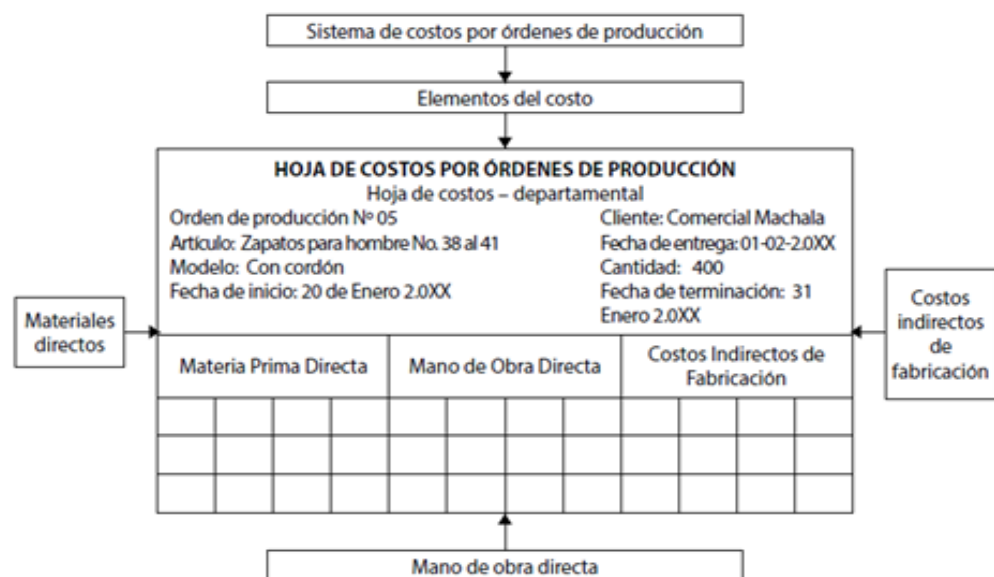 Sistema de costos por órdenes de producción
Elementos del costo
HOJA DE COSTOS POR ÓRDENES DE PRODUCCIÓN
Hoja de costos – departamental
Orden de producción Nº 05
Artículo: Zapatos para hombre No. 38 al 41
Modelo: Con cordón
Fecha de inicio: 20 de Enero 2.0XX
Cliente: Comercial Machala
Fecha de entrega: 01-02-2.0XX
Cantidad: 400
Fecha de terminación: 31
Enero 2.0XX
Materiales
directos
Costos
indirectos
de
fabricación
Materia Prima Directa
Mano de Obra Directa
Costos Indirectos de
Fabricación
Mano de obra directa